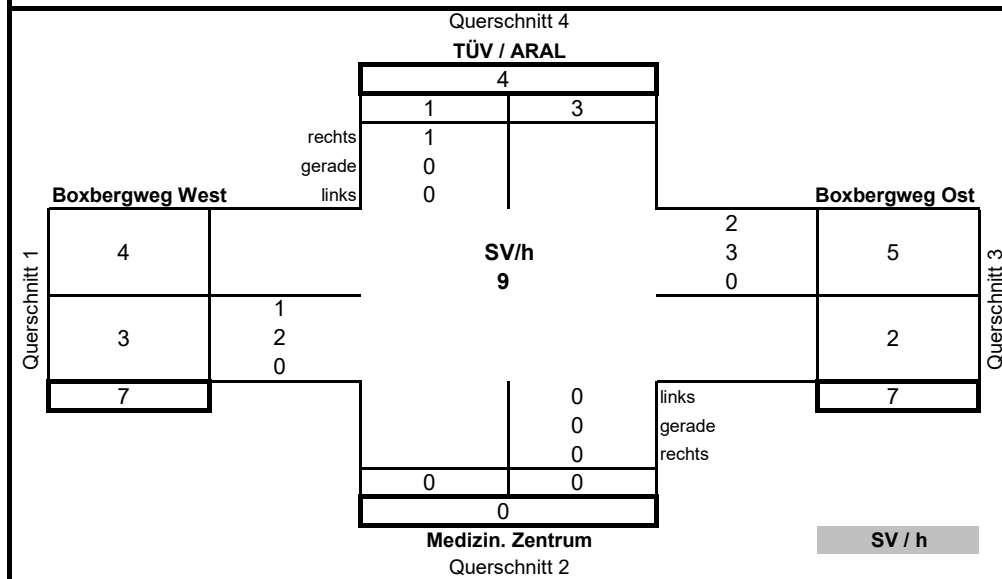 Querschnitt 4
TÜV / ARAL
4
1 3
rechts 1
gerade 0
links 0
Boxbergweg West Boxbergweg Ost
Querschnitt 1
4
SV/h
9
2
3
0
5
Querschnitt 3
3
1
2
0
2
7
7
0 links
0 gerade
0 rechts
0 0
0
Medizin. Zentrum
SV / h
Querschnitt 2